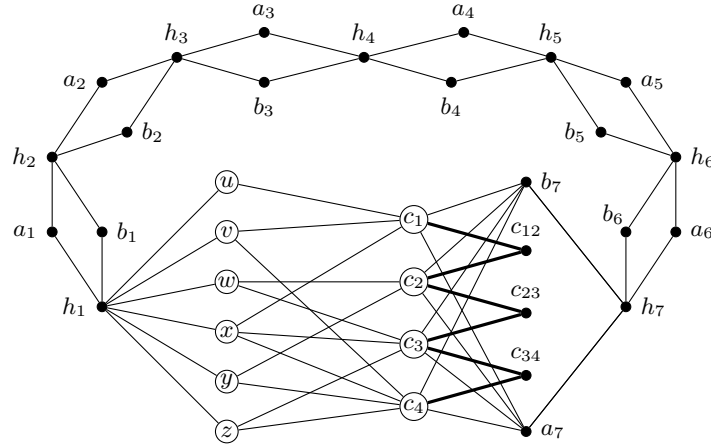 a₃ a₄
h₃ h₄ h₅
a₂ a₅
b₃ b₄
b₂ b₅
h₂ h₆
u b₇
a₁ b₁ v c₁ c₁₂ b₆ a₆
w c₂
h₁ c₂₃ h₇
x c₃
y c₃₄
c₄
z a₇